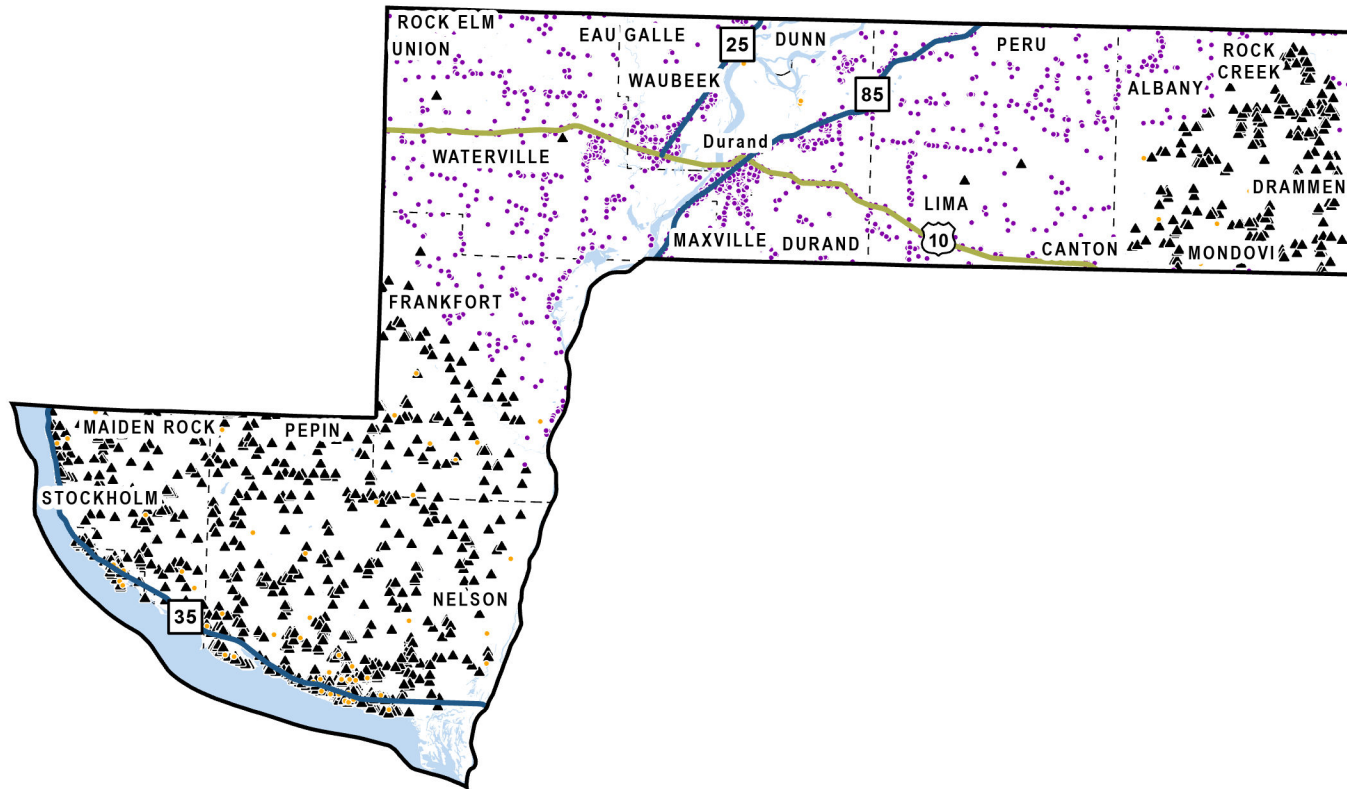 ROCK ELM
UNION
EAU GALLE
25
DUNN
PERU
ROCK
CREEK
WAUBEEK
85
ALBANY
Durand
WATERVILLE
DRAMMEN
LIMA
MAXVILLE
DURAND
10
CANTON
MONDOVI
FRANKFORT
MAIDEN ROCK
PEPIN
STOCKHOLM
NELSON
35